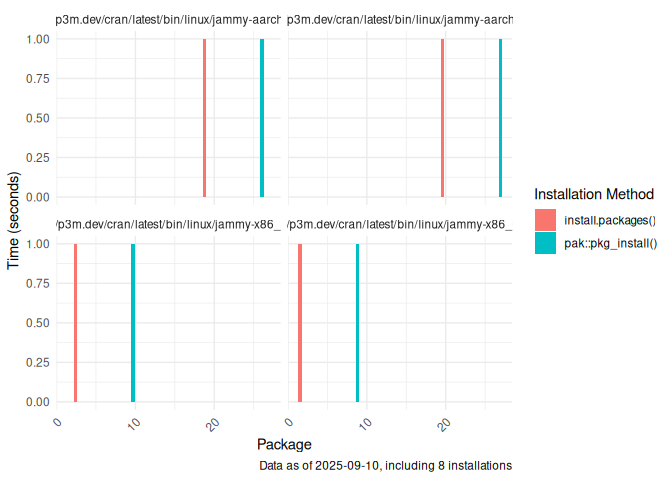 p3m.dev/cran/latest/bin/linux/jammy-aarch p3m.dev/cran/latest/bin/linux/jammy-aarch
1.00
0.75
0.50
0.25
0.00
/p3m.dev/cran/latest/bin/linux/jammy-x86_ /p3m.dev/cran/latest/bin/linux/jammy-x86_
1.00
0.75
0.50
0.25
0.00
Time (seconds)
0 10 20 0 10 20
Package
Data as of 2025-09-10, including 8 installations
Installation Method
install.packages()
pak::pkg_install()